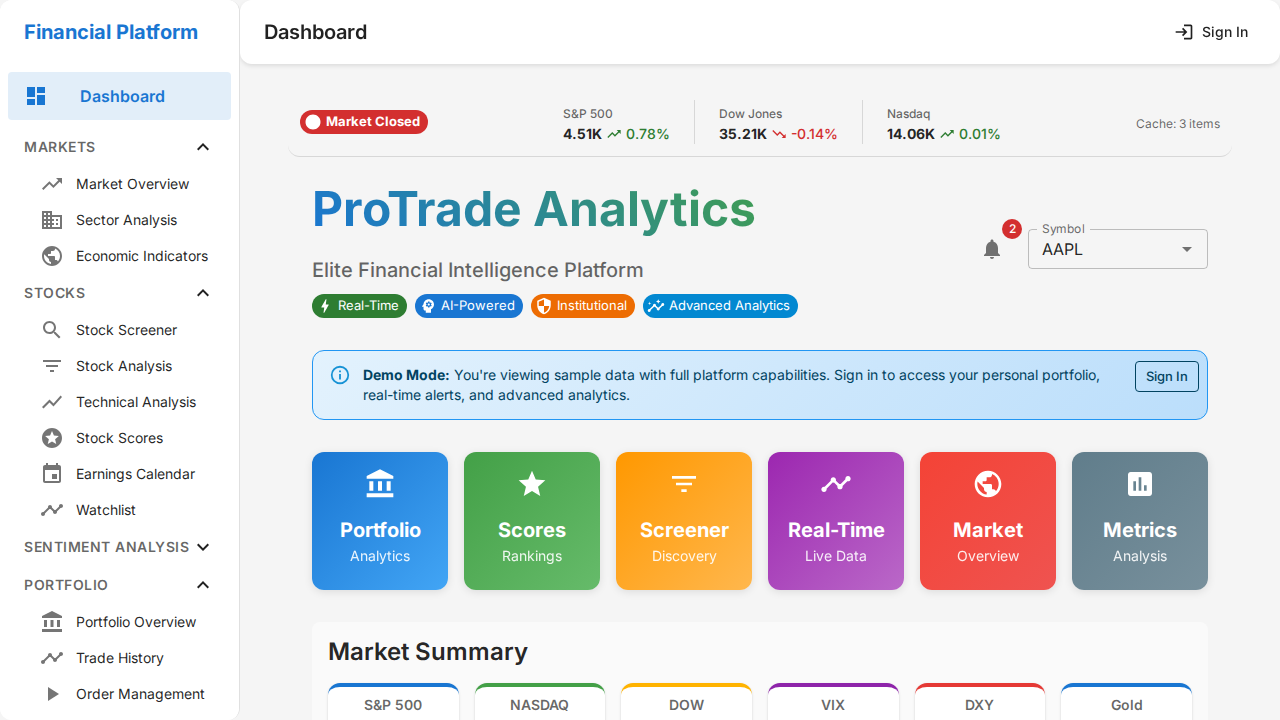 Financial Platform
Dashboard
MARKETS
Market Overview
Sector Analysis
Economic Indicators
STOCKS
Stock Screener
Stock Analysis
Technical Analysis
Stock Scores
Earnings Calendar
Watchlist
SENTIMENT ANALYSIS
PORTFOLIO
Portfolio Overview
Trade History
Order Management
Dashboard
Sign In
Market Closed
S&P 500
4.51K 0.78%
Dow Jones
35.21K -0.14%
Nasdaq
14.06K 0.01%
Cache: 3 items
ProTrade Analytics
Elite Financial Intelligence Platform
Real-Time
AI-Powered
Institutional
Advanced Analytics
2
Symbol
AAPL
Demo Mode: You're viewing sample data with full platform capabilities. Sign in to access your personal portfolio,
real-time alerts, and advanced analytics.
Sign In
Portfolio
Analytics
Scores
Rankings
Screener
Discovery
Real-Time
Live Data
Market
Overview
Metrics
Analysis
Market Summary
S&P 500
NASDAQ
DOW
VIX
DXY
Gold